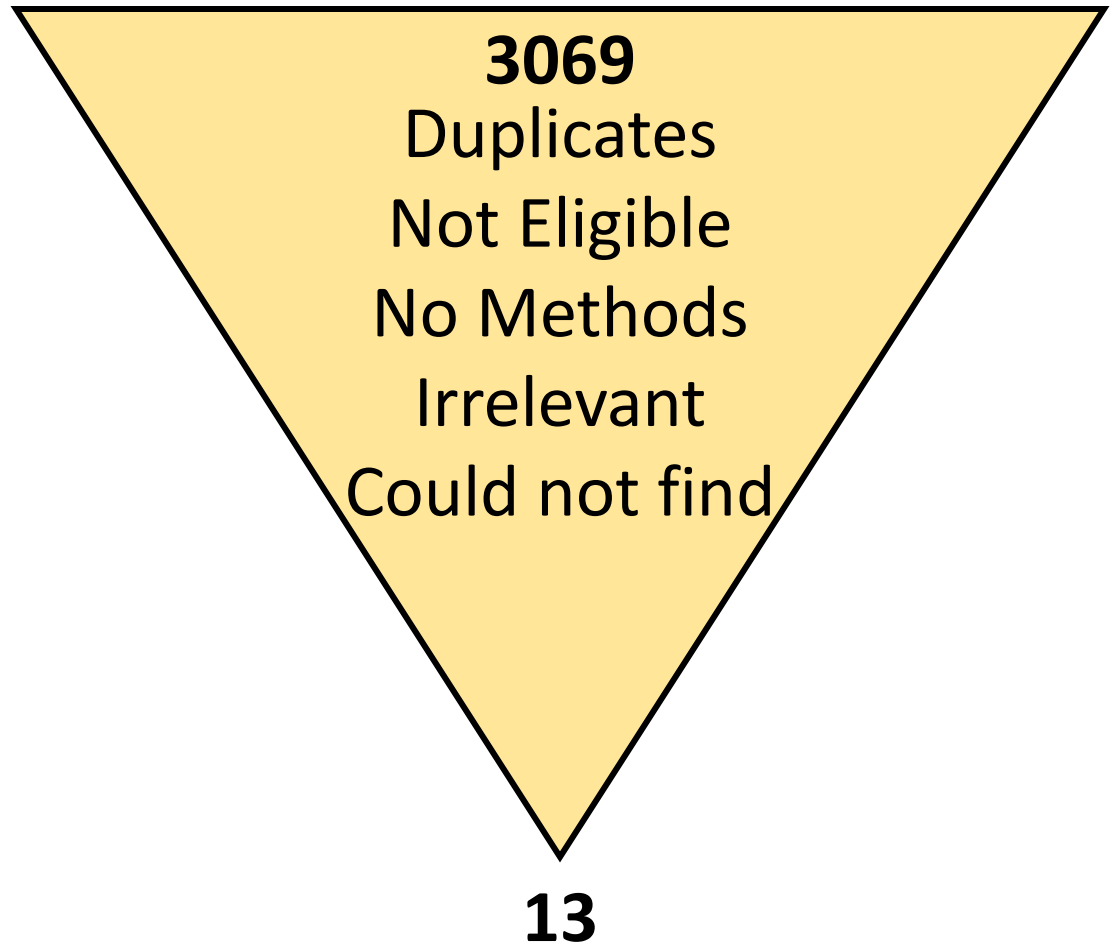 3069
Duplicates
Not Eligible
No Methods
Irrelevant
Could not find
13